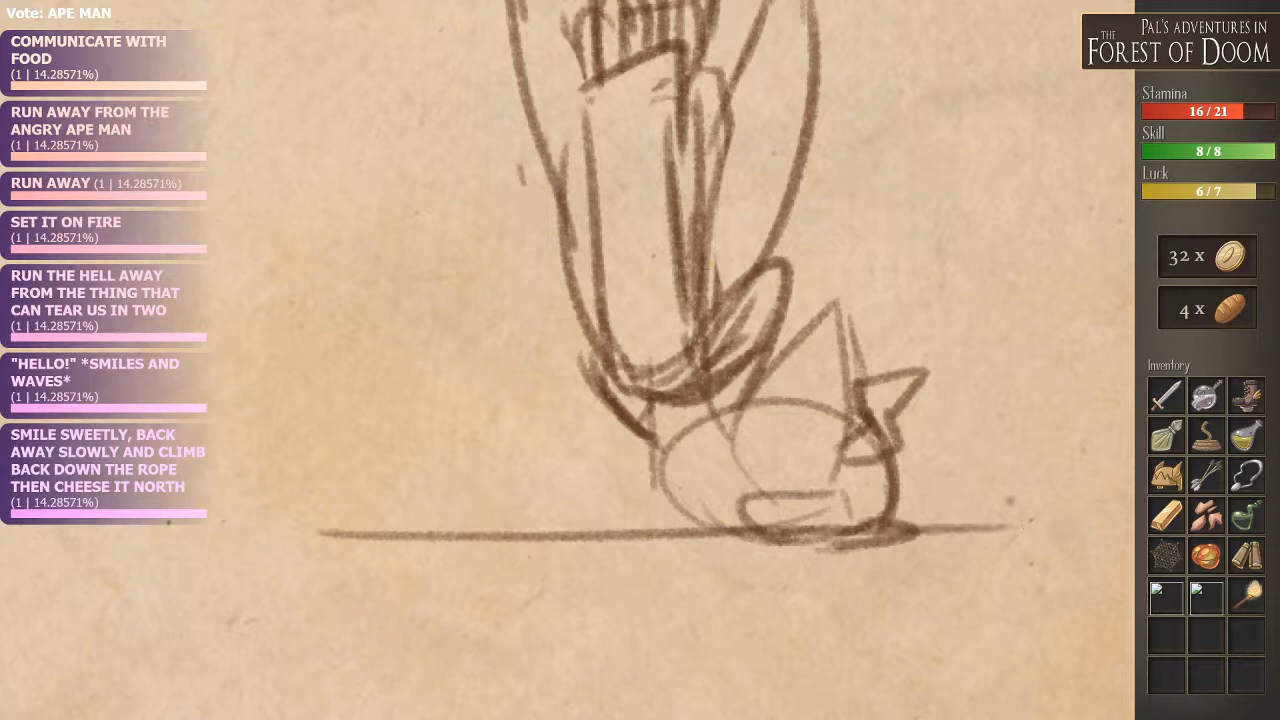 Vote: APE MAN
COMMUNICATE WITH
FOOD
(1 | 14.28571%)
RUN AWAY FROM THE
ANGRY APE MAN
(1 | 14.28571%)
RUN AWAY (1 | 14.28571%)
SET IT ON FIRE
(1 | 14.28571%)
RUN THE HELL AWAY
FROM THE THING THAT
CAN TEAR US IN TWO
(1 | 14.28571%)
"HELLO!" *SMILES AND
WAVES*
(1 | 14.28571%)
SMILE SWEETLY, BACK
AWAY SLOWLY AND CLIMB
BACK DOWN THE ROPE
THEN CHEESE IT NORTH
(1 | 14.28571%)
PAL'S ADVENTURES IN
THE
FOREST OF DOOM
Stamina
16 / 21
Skill
8 / 8
Luck
6 / 7
32 x
4 x
Inventory